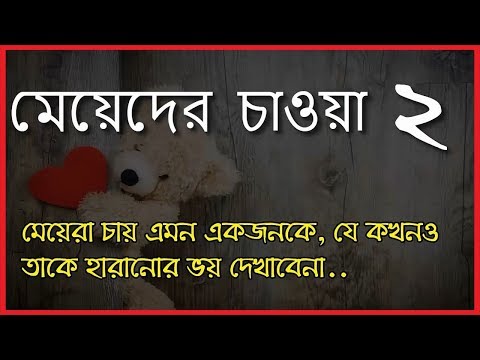 মেয়েদের চাওয়া ২
মেয়েরা চায় এমন একজনকে, যে কখনও
তাকে হারানোর ভয় দেখাবেনা..